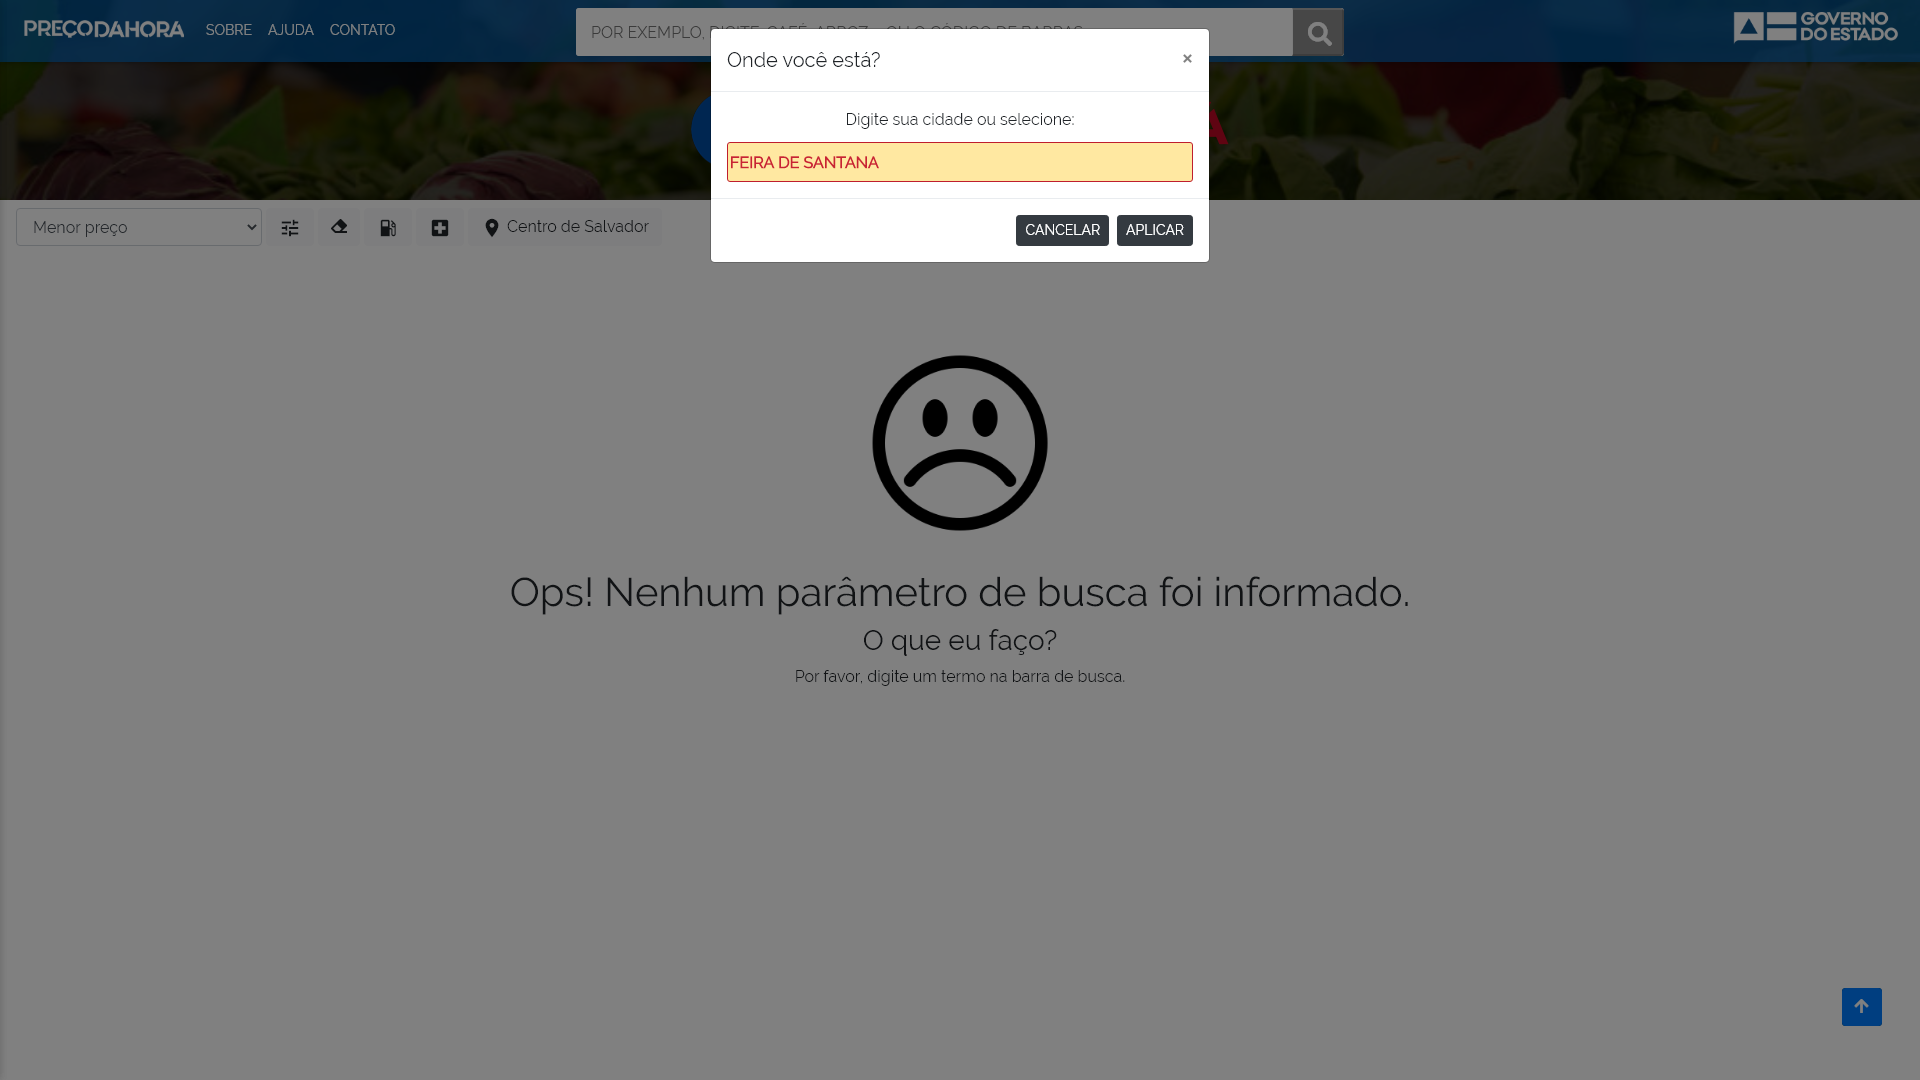 PREÇODAHORA SOBRE AJUDA CONTATO
POR EXEMPLO, DIGITE: CAFÉ, ARROZ... OU O CÓDIGO DE BARRAS
GOVERNO
DO ESTADO
Onde você está?
×
Digite sua cidade ou selecione:
FEIRA DE SANTANA
CANCELAR APLICAR
A
Menor preço
Centro de Salvador
Ops! Nenhum parâmetro de busca foi informado.
O que eu faço?
Por favor, digite um termo na barra de busca.